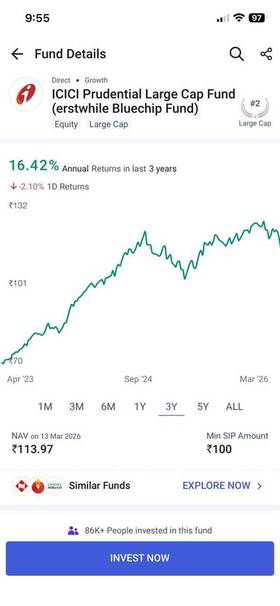 9:55
97
Fund Details
Direct • Growth
ICICI Prudential Large Cap Fund
(erstwhile Bluechip Fund)
#2
Large Cap
Equity Large Cap
16.42% Annual Returns in last 3 years
-2.10% 1D Returns
₹132
₹101
₹70
Apr '23 Sep '24 Mar '26
1M 3M 6M 1Y 3Y 5Y ALL
NAV on 13 Mar 2026 Min SIP Amount
₹113.97 ₹100
Similar Funds EXPLORE NOW
86K+ People invested in this fund
INVEST NOW